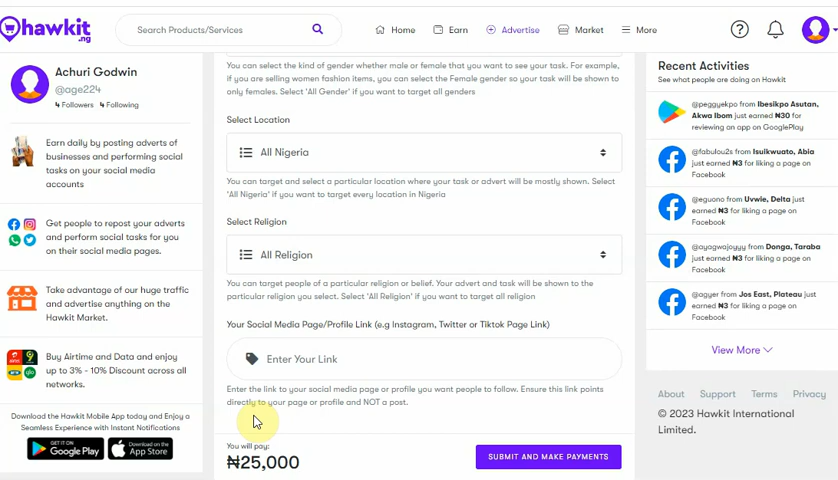 hawkit
.ng
Search Products/Services
Home
Earn
Advertise
Market
More
Achuri Godwin
@age224
4 Followers 4 Following
Earn daily by posting adverts of
businesses and performing social
tasks on your social media
accounts
Get people to repost your adverts
and perform social tasks for you
on their social media pages.
Take advantage of our huge traffic
and advertise anything on the
Hawkit Market.
Buy Airtime and Data and enjoy
up to 3% - 10% Discount across all
networks.
Download the Hawkit Mobile App today and Enjoy a
Seamless Experience with Instant Notifications
GET IT ON
Google Play
Download on the
App Store
You can select the kind of gender whether male or female that you want to see your task. For example,
if you are selling women fashion items, you can select the Female gender so your task will be shown to
only females. Select 'All Gender' if you want to target all genders
Select Location
All Nigeria
You can target and select a particular location where your task or advert will be mostly shown. Select
'All Nigeria' if you want to target every location in Nigeria
Select Religion
All Religion
You can target people of a particular religion or belief. Your advert and task will be shown to the
particular religion you select. Select 'All Religion' if you want to target all religion
Your Social Media Page/Profile Link (e.g Instagram, Twitter or Tiktok Page Link)
Enter Your Link
Enter the link to your social media page or profile you want people to follow. Ensure this link points
directly to your page or profile and NOT a post.
You will pay:
₦25,000
SUBMIT AND MAKE PAYMENTS
Recent Activities
See what people are doing on Hawkit
@peggyekpo from Ibesikpo Asutan,
Akwa Ibom just earned ₦30 for
reviewing an app on GooglePlay
@fabulou2s from Isuikwuato, Abia
just earned ₦3 for liking a page on
Facebook
@eguono from Uvwie, Delta just
earned ₦3 for liking a page on
Facebook
@ayagwajoyyy from Donga, Taraba
just earned ₦3 for liking a page on
Facebook
@agyer from Jos East, Plateau just
earned ₦3 for liking a page on
Facebook
View More
About Support Terms Privacy
© 2023 Hawkit International
Limited.